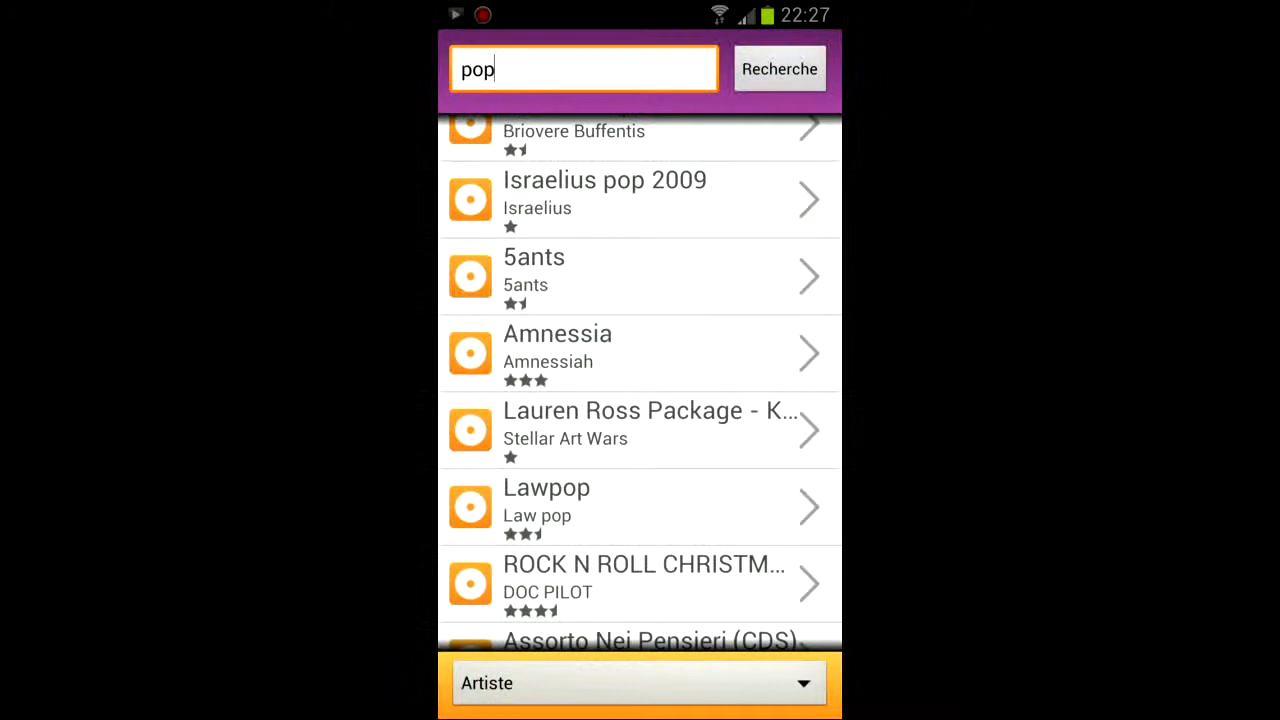 22:27
pop
Recherche
Briovere Buffentis
Israelius pop 2009
Israelius
5ants
5ants
Amnessia
Amnessiah
Lauren Ross Package - K...
Stellar Art Wars
Lawpop
Law pop
ROCK N ROLL CHRISTM...
DOC PILOT
Assorto Nei Pensieri (CDS)
Artiste